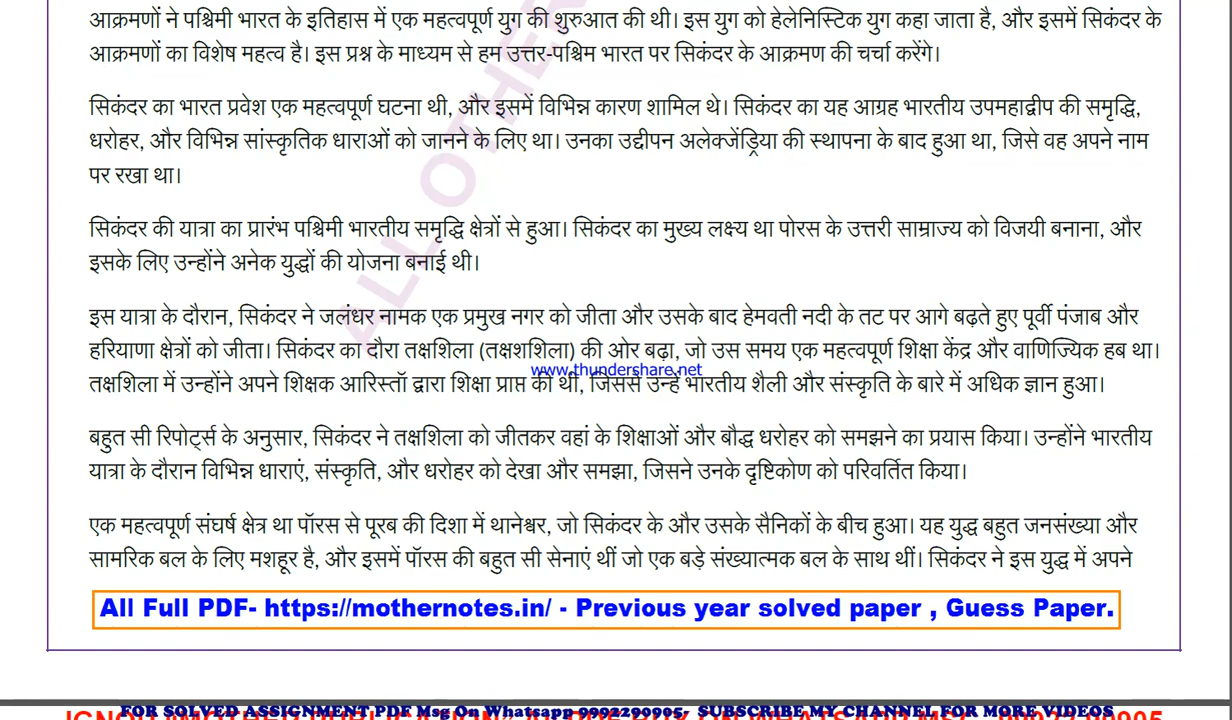 आक्रमणों ने पश्चिमी भारत के इतिहास में एक महत्वपूर्ण युग की शुरुआत की थी। इस युग को हेलेनिस्टिक युग कहा जाता है, और इसमें सिकंदर के
आक्रमणों का विशेष महत्व है। इस प्रश्न के माध्यम से हम उत्तर-पश्चिम भारत पर सिकंदर के आक्रमण की चर्चा करेंगे।
सिकंदर का भारत प्रवेश एक महत्वपूर्ण घटना थी, और इसमें विभिन्न कारण शामिल थे। सिकंदर का यह आग्रह भारतीय उपमहाद्वीप की समृद्धि,
धरोहर, और विभिन्न सांस्कृतिक धाराओं को जानने के लिए था। उनका उद्दीपन अलेक्जेंड्रिया की स्थापना के बाद हुआ था, जिसे वह अपने नाम
पर रखा था।
सिकंदर की यात्रा का प्रारंभ पश्चिमी भारतीय समृद्धि क्षेत्रों से हुआ। सिकंदर का मुख्य लक्ष्य था पोरस के उत्तरी साम्राज्य को विजयी बनाना, और
इसके लिए उन्होंने अनेक युद्धों की योजना बनाई थी।
इस यात्रा के दौरान, सिकंदर ने जलंधर नामक एक प्रमुख नगर को जीता और उसके बाद हेमवती नदी के तट पर आगे बढ़ते हुए पूर्वी पंजाब और
हरियाणा क्षेत्रों को जीता। सिकंदर का दौरा तक्षशिला (तक्षशशिला) की ओर बढ़ा, जो उस समय एक महत्वपूर्ण शिक्षा केंद्र और वाणिज्यिक हब था।
www.thundershare.net
तक्षशिला में उन्होंने अपने शिक्षक आरिस्तॉ द्वारा शिक्षा प्राप्त की थी, जिससे उन्हें भारतीय शैली और संस्कृति के बारे में अधिक ज्ञान हुआ।
बहुत सी रिपोर्ट्स के अनुसार, सिकंदर ने तक्षशिला को जीतकर वहां के शिक्षाओं और बौद्ध धरोहर को समझने का प्रयास किया। उन्होंने भारतीय
यात्रा के दौरान विभिन्न धाराएं, संस्कृति, और धरोहर को देखा और समझा, जिसने उनके दृष्टिकोण को परिवर्तित किया।
एक महत्वपूर्ण संघर्ष क्षेत्र था पॉरस से पूरब की दिशा में थानेश्वर, जो सिकंदर के और उसके सैनिकों के बीच हुआ। यह युद्ध बहुत जनसंख्या और
सामरिक बल के लिए मशहूर है, और इसमें पॉरस की बहुत सी सेनाएं थीं जो एक बड़े संख्यात्मक बल के साथ थीं। सिकंदर ने इस युद्ध में अपने
ALL OTHER
All Full PDF- https://mothernotes.in/ - Previous year solved paper , Guess Paper.
FOR SOLVED ASSIGNMENT PDF Msg On Whatsapp 9992299905, SUBSCRIBE MY CHANNEL FOR MORE VIDEOS